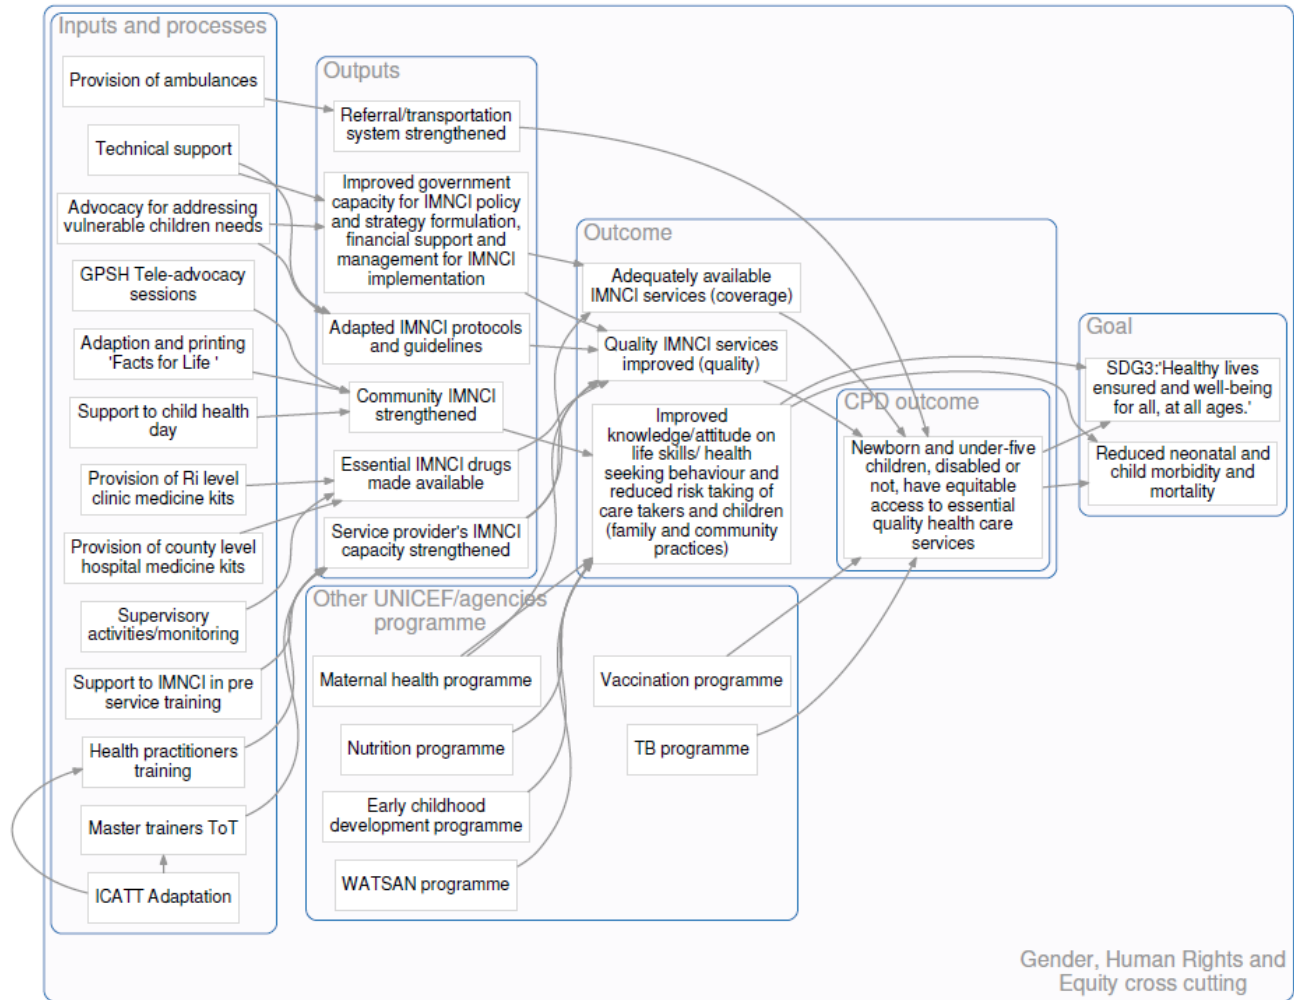 Inputs and processes
Provision of ambulances
Technical support
Advocacy for addressing
vulnerable children needs
GPSH Tele-advocacy
sessions
Adaption and printing
'Facts for Life '
Support to child health
day
Provision of Ri level
clinic medicine kits
Provision of county level
hospital medicine kits
Supervisory
activities/monitoring
Support to IMNCI in pre
service training
Health practitioners
training
Master trainers ToT
ICATT Adaptation
Outputs
Referral/transportation
system strengthened
Improved government
capacity for IMNCI policy
and strategy formulation,
financial support and
management for IMNCI
implementation
Adapted IMNCI protocols
and guidelines
Community IMNCI
strengthened
Essential IMNCI drugs
made available
Service provider's IMNCI
capacity strengthened
Other UNICEF/agencies
programme
Maternal health programme
Nutrition programme
Early childhood
development programme
WATSAN programme
Vaccination programme
TB programme
Outcome
Adequately available
IMNCI services (coverage)
Quality IMNCI services
improved (quality)
Improved
knowledge/attitude on
life skills/ health
seeking behaviour and
reduced risk taking of
care takers and children
(family and community
practices)
CPD outcome
Newborn and under-five
children, disabled or
not, have equitable
access to essential
quality health care
services
Goal
SDG3:'Healthy lives
ensured and well-being
for all, at all ages.'
Reduced neonatal and
child morbidity and
mortality
Gender, Human Rights and
Equity cross cutting